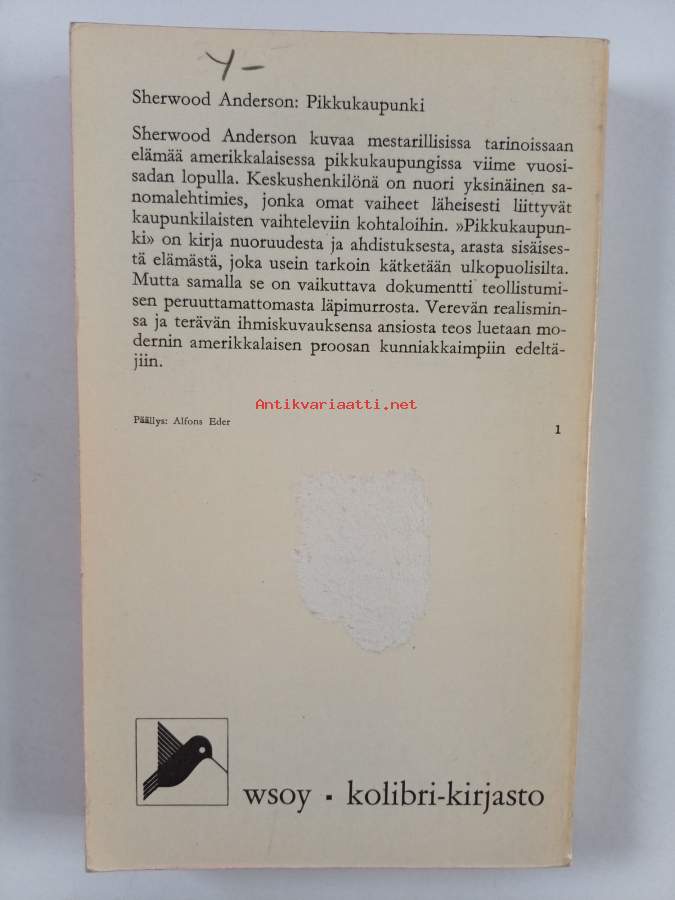 Y-
Sherwood Anderson: Pikkukaupunki
Sherwood Anderson kuvaa mestarillisissa tarinoissaan
elämää amerikkalaisessa pikkukaupungissa viime vuosi-
sadan lopulla. Keskushenkilönä on nuori yksinäinen sa-
nomalehtimies, jonka omat vaiheet läheisesti liittyvät
kaupunkilaisten vaihteleviin kohtaloihin. »Pikkukaupun-
ki» on kirja nuoruudesta ja ahdistuksesta, arasta sisäises-
tä elämästä, joka usein tarkoin kätketään ulkopuolisilta.
Mutta samalla se on vaikuttava dokumentti teollistumi-
sen peruuttamattomasta läpimurrosta. Verevän realismin-
sa ja terävän ihmiskuvauksensa ansiosta teos luetaan mo-
dernin amerikkalaisen proosan kunniakkaimpiin edeltä-
jiin.
Antikvariaatti.net
Päällys: Alfons Eder
1
wsoy ▪ kolibri-kirjasto